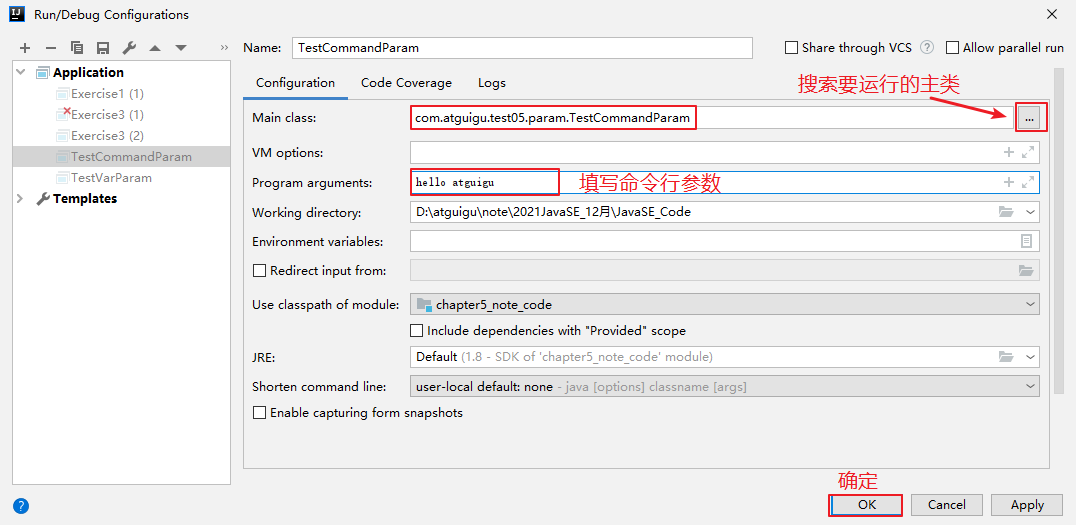 Run/Debug Configurations
Name: TestCommandParam
Share through VCS ?
Allow parallel run
Application
Exercise1 (1)
Exercise3 (1)
Exercise3 (2)
TestCommandParam
TestVarParam
Templates
Configuration Code Coverage Logs
搜索要运行的主类
Main class: com.atguigu.test05.param.TestCommandParam ...
VM options:
Program arguments: hello atguigu 填写命令行参数
Working directory: D:\atguigu\note\2021JavaSE_12月\JavaSE_Code
Environment variables:
Redirect input from:
Use classpath of module: chapter5_note_code
Include dependencies with "Provided" scope
JRE: Default (1.8 - SDK of 'chapter5_note_code' module)
Shorten command line: user-local default: none - java [options] classname [args]
Enable capturing form snapshots
确定
? OK Cancel Apply